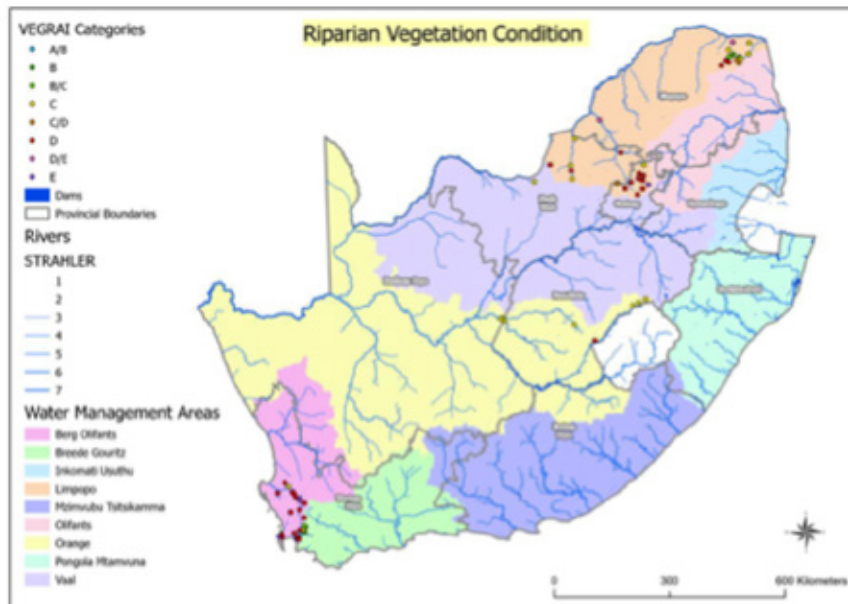 Riparian Vegetation Condition
VEGRAI Categories
A/B
B
B/C
C
C/D
D
D/E
E
Dams
Provincial Boundaries
Rivers
STRAHLER
1
2
3
4
5
6
7
Water Management Areas
Berg Olifants
Breede Gouritz
Inkomati Usuthu
Limpopo
Mzimvubu Tsitsikamma
Olifants
Orange
Pongola Mtamvuna
Vaal
0 300 600 Kilometers